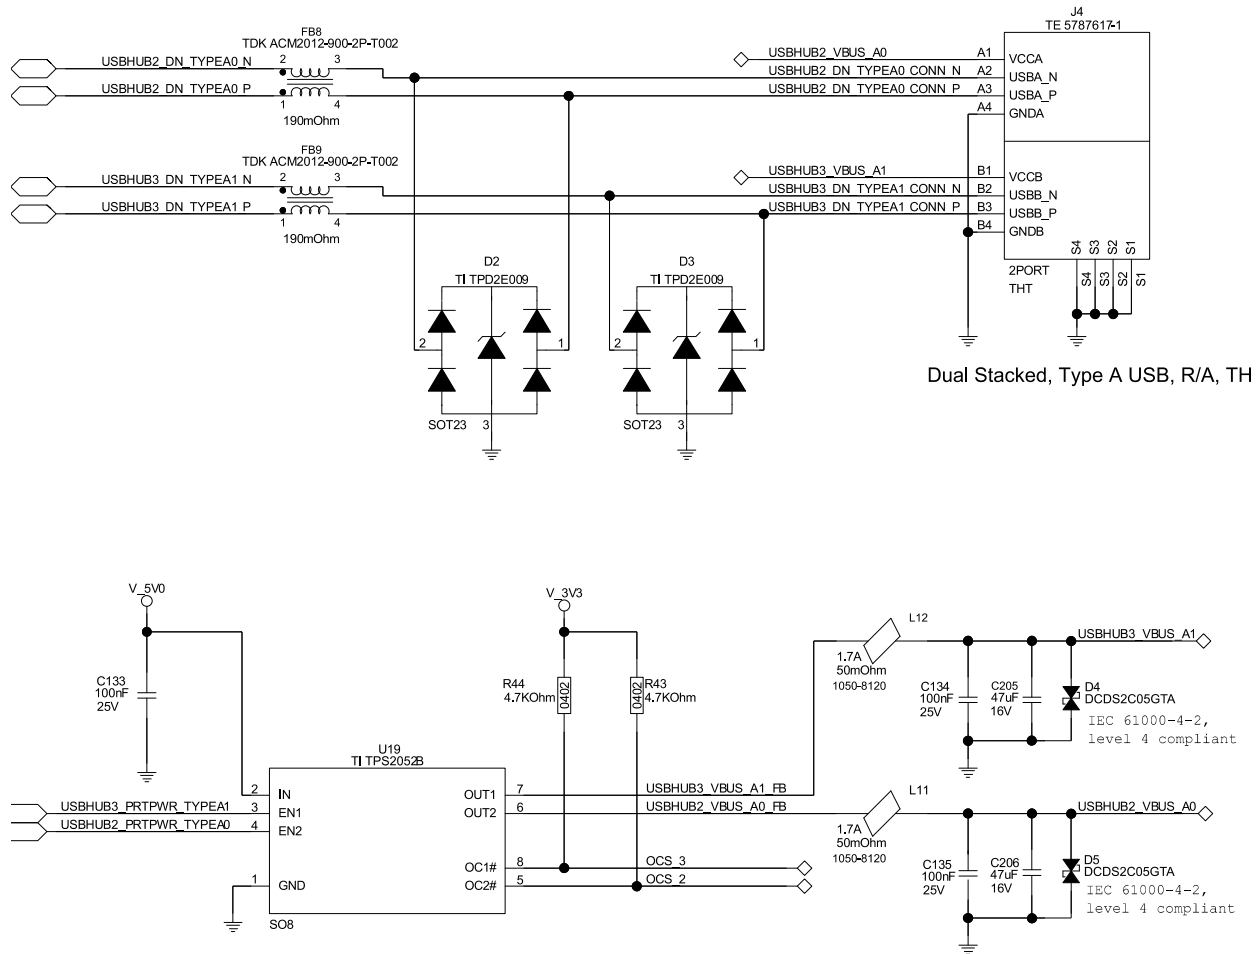 FB8
TDK ACM2012-900-2P-T002
USBHUB2_DN_TYPEA0_N
2
3
USBHUB2_DN_TYPEA0_P
1
4
190mOhm
FB9
TDK ACM2012-900-2P-T002
USBHUB3_DN_TYPEA1_N
2
3
USBHUB3_DN_TYPEA1_P
1
4
190mOhm
J4
TE 5787617-1
USBHUB2_VBUS_A0
A1
VCCA
USBHUB2_DN_TYPEA0_CONN_N
A2
USBA_N
USBHUB2_DN_TYPEA0_CONN_P
A3
USBA_P
A4
GNDA
USBHUB3_VBUS_A1
B1
VCCB
USBHUB3_DN_TYPEA1_CONN_N
B2
USBB_N
USBHUB3_DN_TYPEA1_CONN_P
B3
USBB_P
B4
GNDB
S4
S3
S2
S1
S4
S3
S2
S1
2PORT
THT
D2
TI TPD2E009
2
1
SOT23
3
D3
TI TPD2E009
2
1
SOT23
3
Dual Stacked, Type A USB, R/A, TH
V_5V0
C133
100nF
25V
V_3V3
R44
4.7KOhm
0402
R43
4.7KOhm
0402
U19
TI TPS2052B
2
IN
USBHUB3_PRTPWR_TYPEA1
3
EN1
USBHUB2_PRTPWR_TYPEA0
4
EN2
1
GND
SO8
OUT1
7
USBHUB3_VBUS_A1_FB
OUT2
6
USBHUB2_VBUS_A0_FB
OC1#
8
OCS_3
OC2#
5
OCS_2
L12
1.7A
50mOhm
1050-8120
USBHUB3_VBUS_A1
C134
100nF
25V
C205
47uF
16V
D4
DCDS2C05GTA
IEC 61000-4-2,
level 4 compliant
L11
1.7A
50mOhm
1050-8120
USBHUB2_VBUS_A0
C135
100nF
25V
C206
47uF
16V
D5
DCDS2C05GTA
IEC 61000-4-2,
level 4 compliant